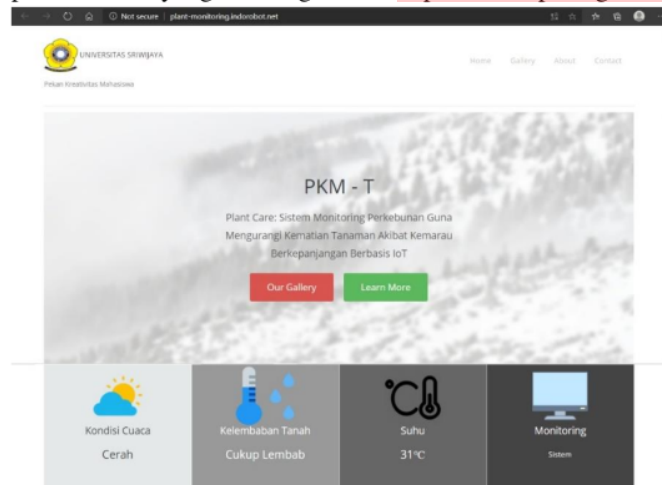 Not secure | plant-monitoring.indorobot.net
UNIVERSITAS SRIWIJAYA
Pekan Kreativitas Mahasiswa
Home Gallery About Contact
PKM - T
Plant Care: Sistem Monitoring Perkebunan Guna
Mengurangi Kematian Tanaman Akibat Kemarau
Berkepanjangan Berbasis IoT
Our Gallery Learn More
Kondisi Cuaca
Cerah
Kelembaban Tanah
Cukup Lembab
°C
Suhu
31°C
Monitoring
Sistem